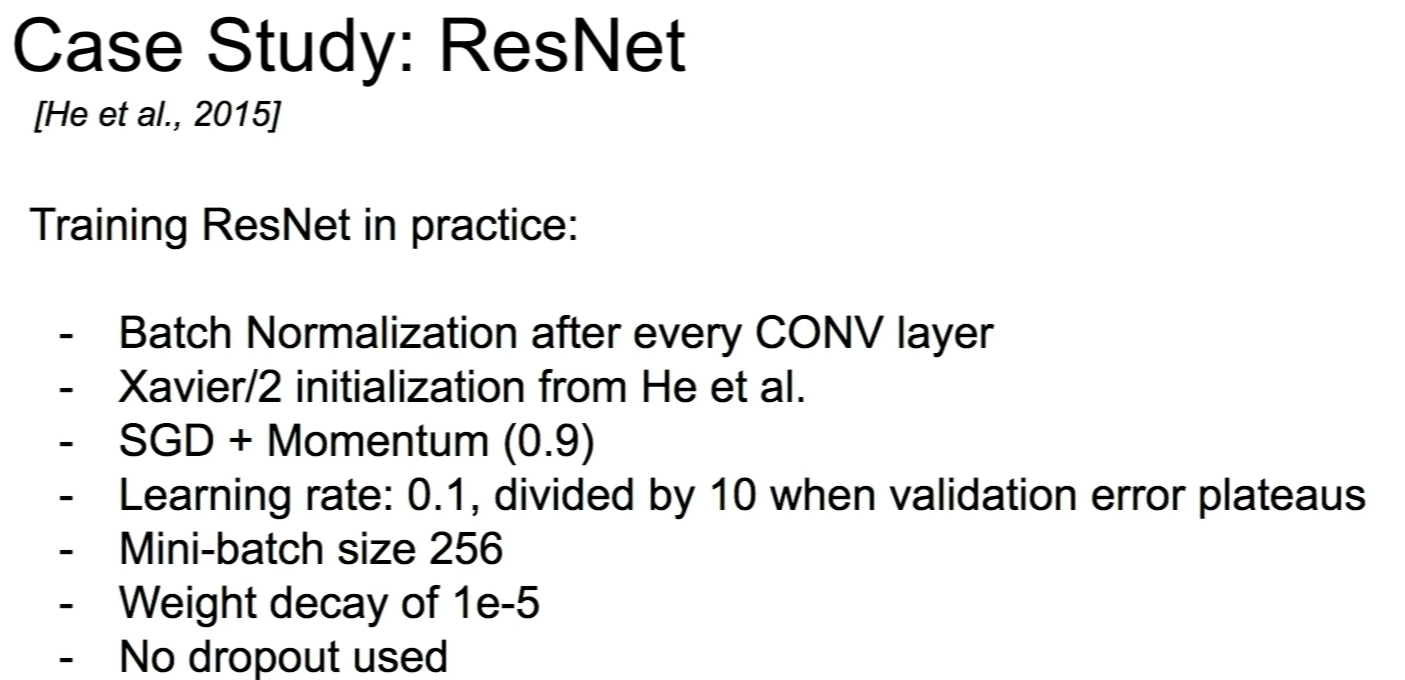 Case Study: ResNet
[He et al., 2015]
Training ResNet in practice:
- Batch Normalization after every CONV layer
- Xavier/2 initialization from He et al.
- SGD + Momentum (0.9)
- Learning rate: 0.1, divided by 10 when validation error plateaus
- Mini-batch size 256
- Weight decay of 1e-5
- No dropout used